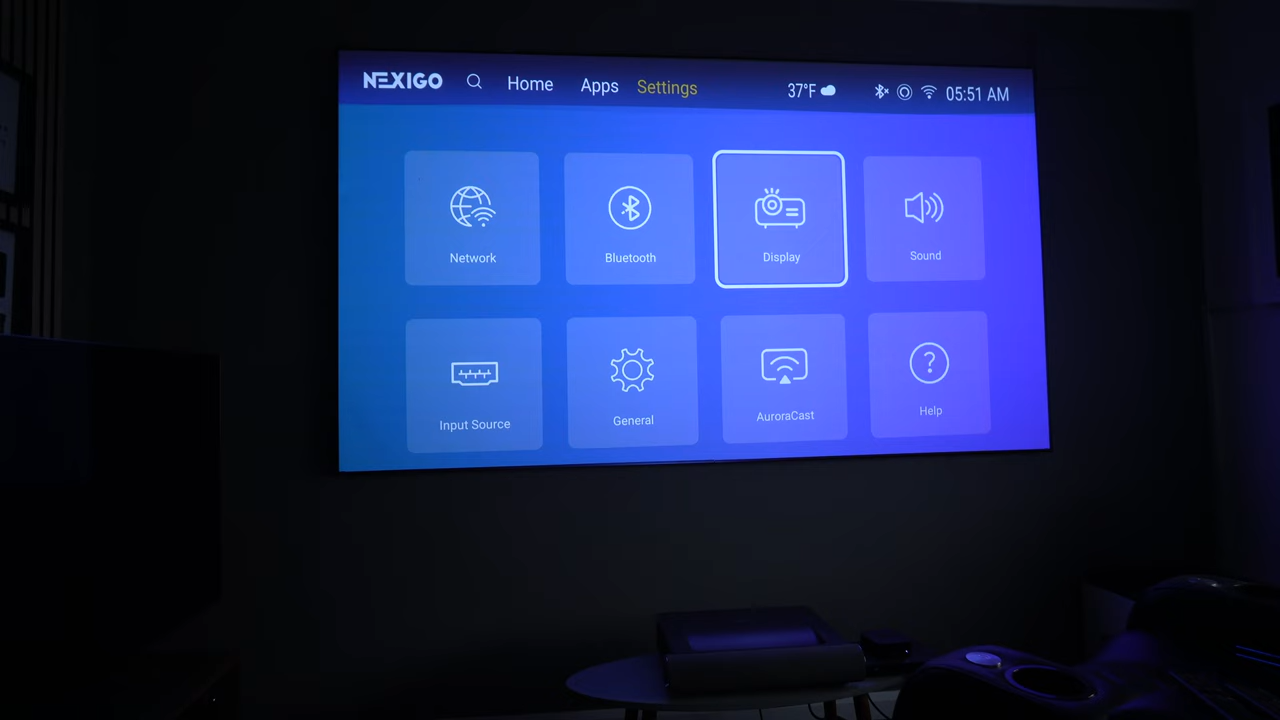 NEXIGO Home Apps Settings 37°F 05:51 AM
Network Bluetooth Display Sound
Input Source General AuroraCast Help